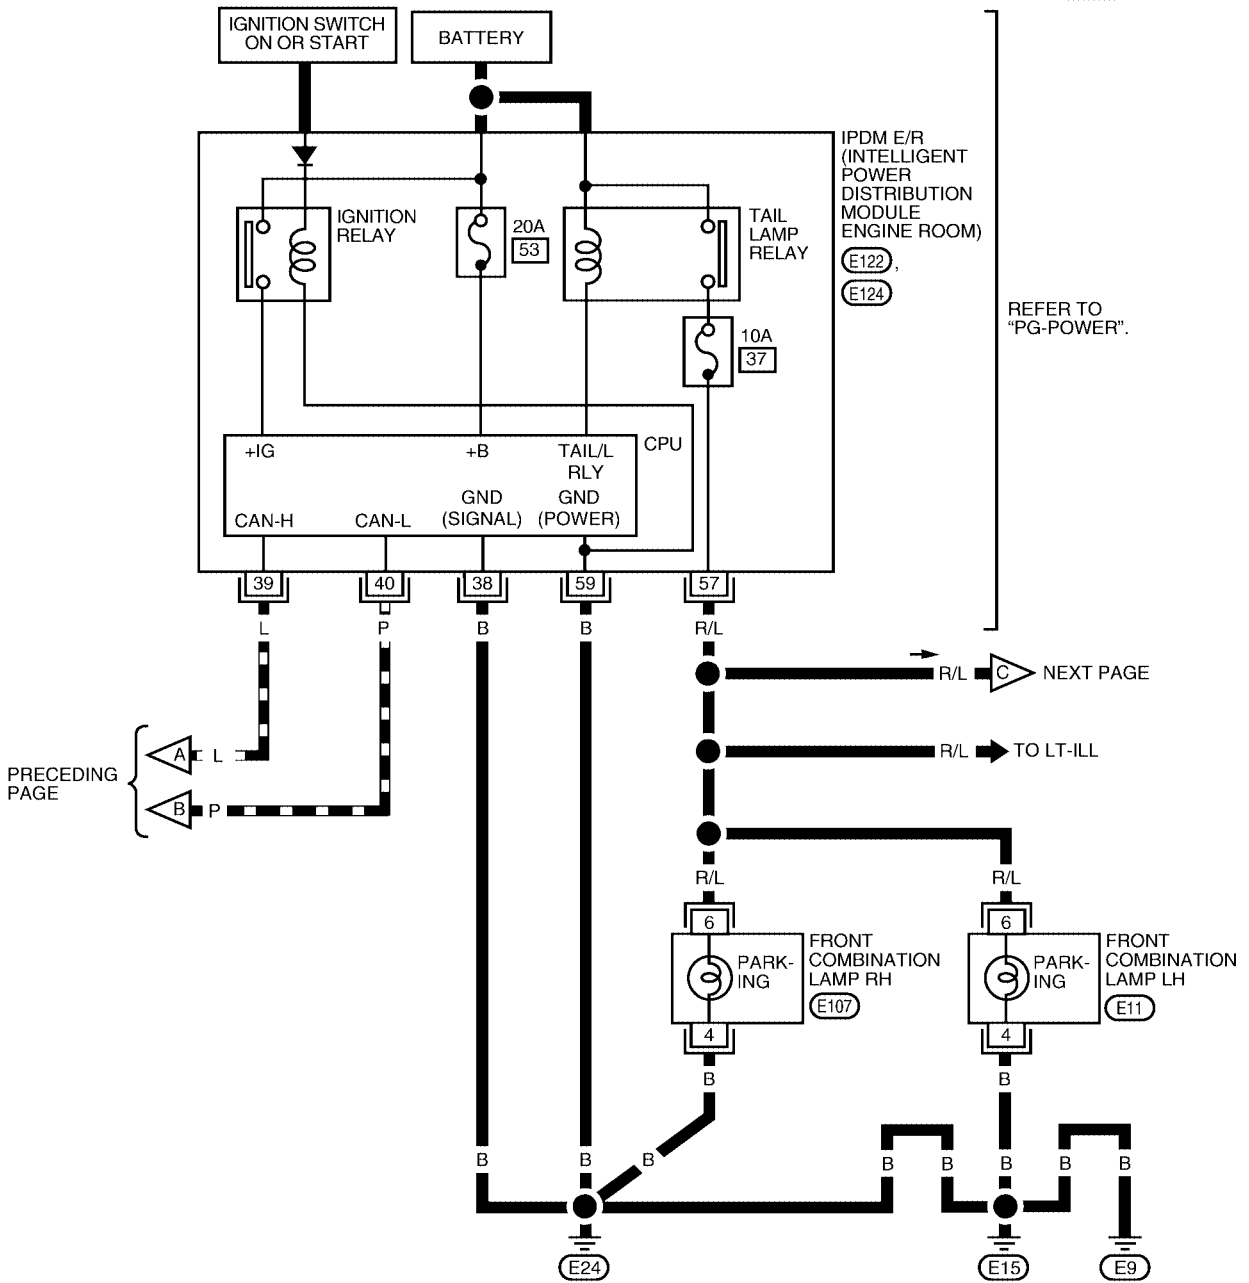 IGNITION SWITCH
ON OR START
BATTERY
IPDM E/R
(INTELLIGENT
POWER
DISTRIBUTION
MODULE
ENGINE ROOM)
E122 ,
E124
IGNITION
RELAY
20A
53
TAIL
LAMP
RELAY
10A
37
REFER TO
“PG-POWER”.
CPU
+IG
+B
TAIL/L
RLY
CAN-H
CAN-L
GND
(SIGNAL)
GND
(POWER)
39
40
38
59
57
L
P
B
B
R/L
R/L
C
NEXT PAGE
R/L
TO LT-ILL
PRECEDING
PAGE
A
L
B
P
R/L
R/L
6
6
PARK-
ING
FRONT
COMBINATION
LAMP RH
E107
PARK-
ING
FRONT
COMBINATION
LAMP LH
E11
4
4
B
B
B
B
B
B
B
B
B
B
E24
E15
E9